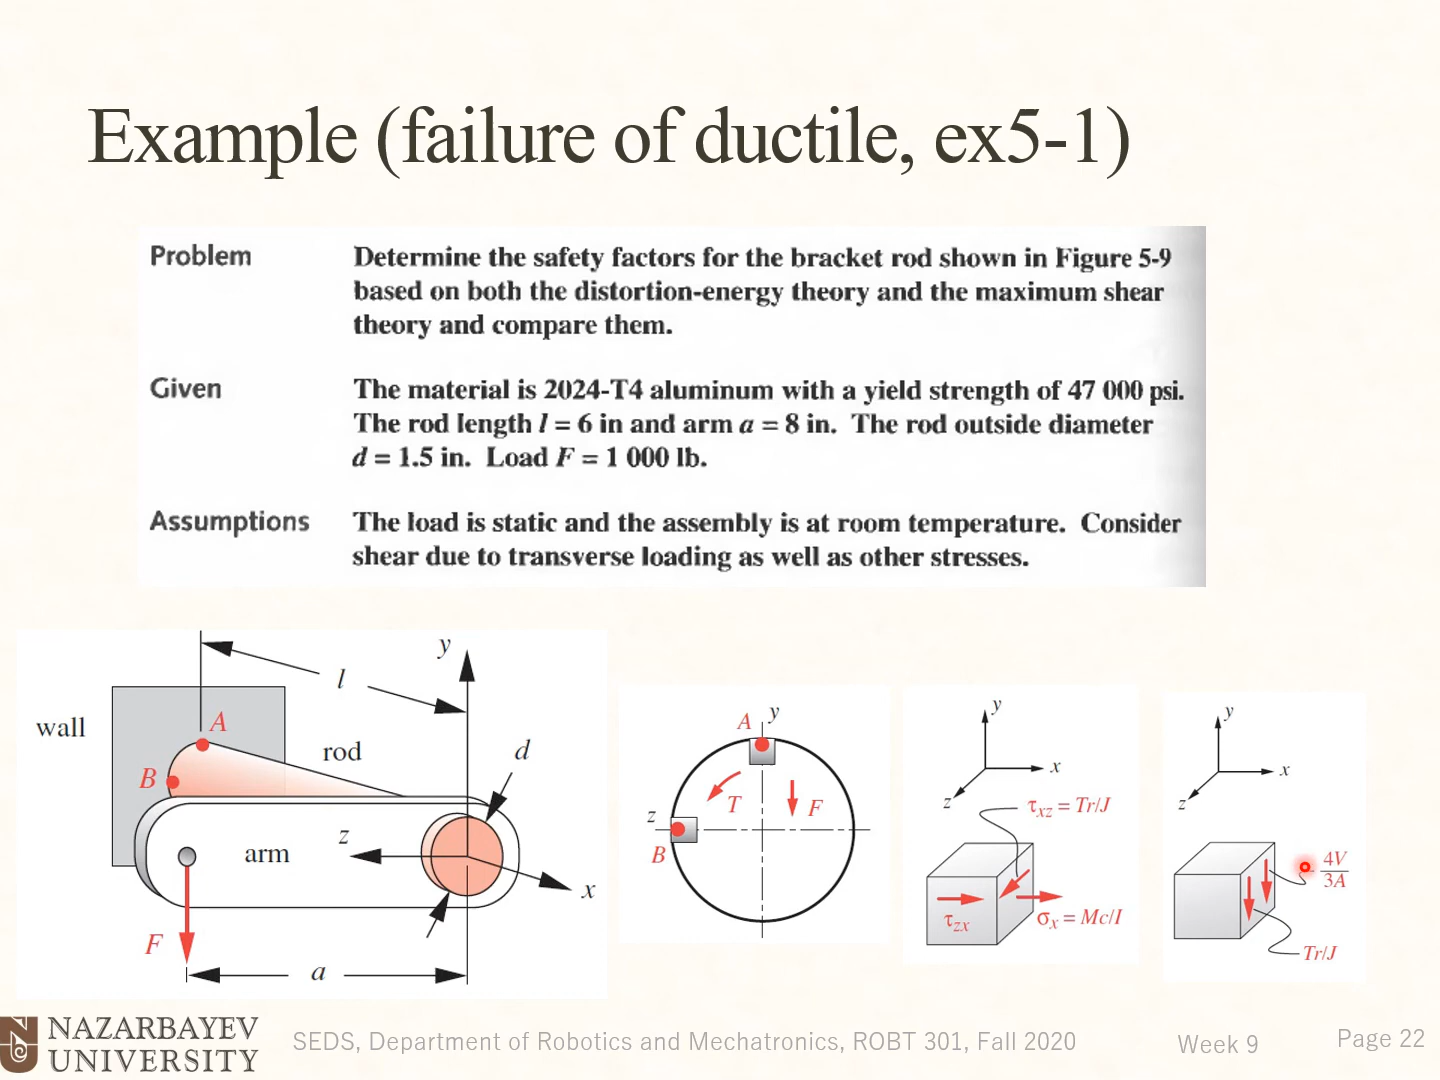 Example (failure of ductile, ex5-1)
Problem
Determine the safety factors for the bracket rod shown in Figure 5-9
based on both the distortion-energy theory and the maximum shear
theory and compare them.
Given
The material is 2024-T4 aluminum with a yield strength of 47 000 psi.
The rod length l = 6 in and arm a = 8 in. The rod outside diameter
d = 1.5 in. Load F = 1 000 lb.
Assumptions
The load is static and the assembly is at room temperature. Consider
shear due to transverse loading as well as other stresses.
wall
A
B
l
rod
y
d
z
arm
x
F
a
A
y
T
F
z
B
y
x
z
τxz = Tr/J
τzx
σx = Mc/I
y
x
z
4V
3A
Tr/J
NAZARBAYEV
UNIVERSITY
SEDS, Department of Robotics and Mechatronics, ROBT 301, Fall 2020
Week 9
Page 22